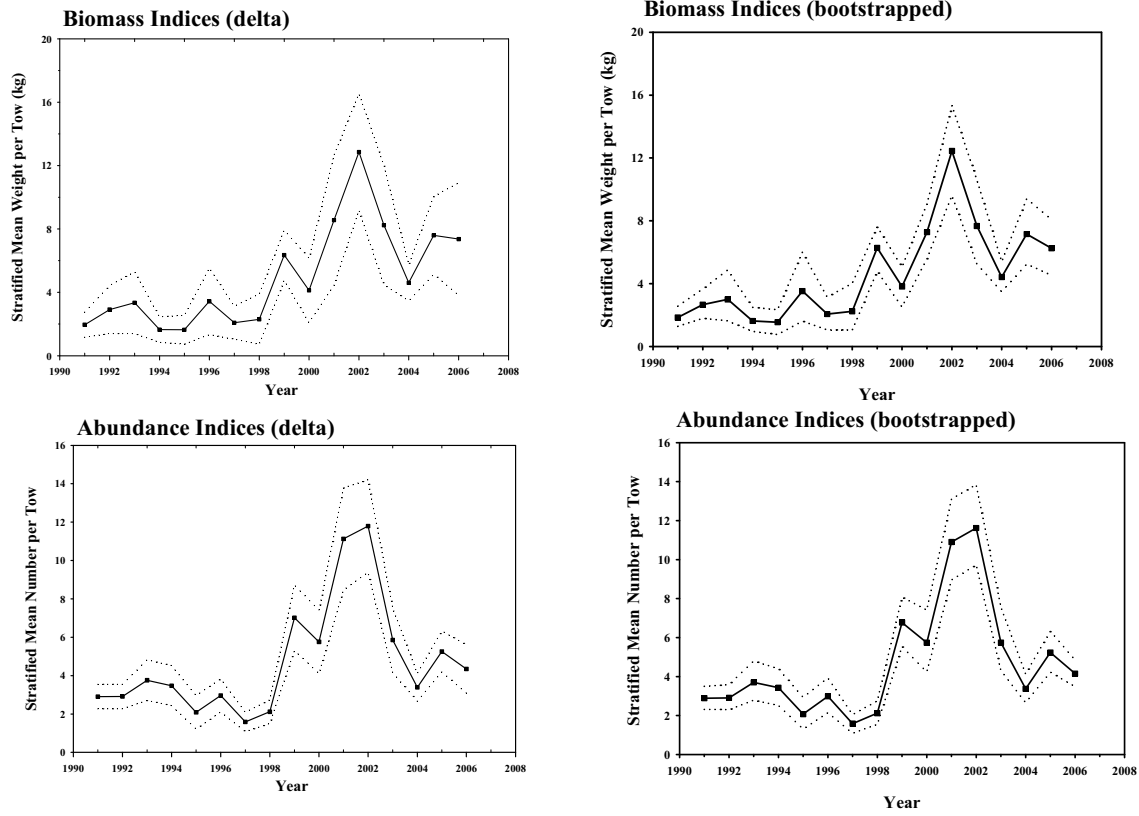 Biomass Indices (delta)
Stratified Mean Weight per Tow (kg)
20
16
12
8
4
0
1990 1992 1994 1996 1998 2000 2002 2004 2006 2008
Year
Biomass Indices (bootstrapped)
Stratified Mean Weight per Tow (kg)
20
16
12
8
4
0
1990 1992 1994 1996 1998 2000 2002 2004 2006 2008
Year
Abundance Indices (delta)
Stratified Mean Number per Tow
16
14
12
10
8
6
4
2
0
1990 1992 1994 1996 1998 2000 2002 2004 2006 2008
Year
Abundance Indices (bootstrapped)
Stratified Mean Number per Tow
16
14
12
10
8
6
4
2
0
1990 1992 1994 1996 1998 2000 2002 2004 2006 2008
Year